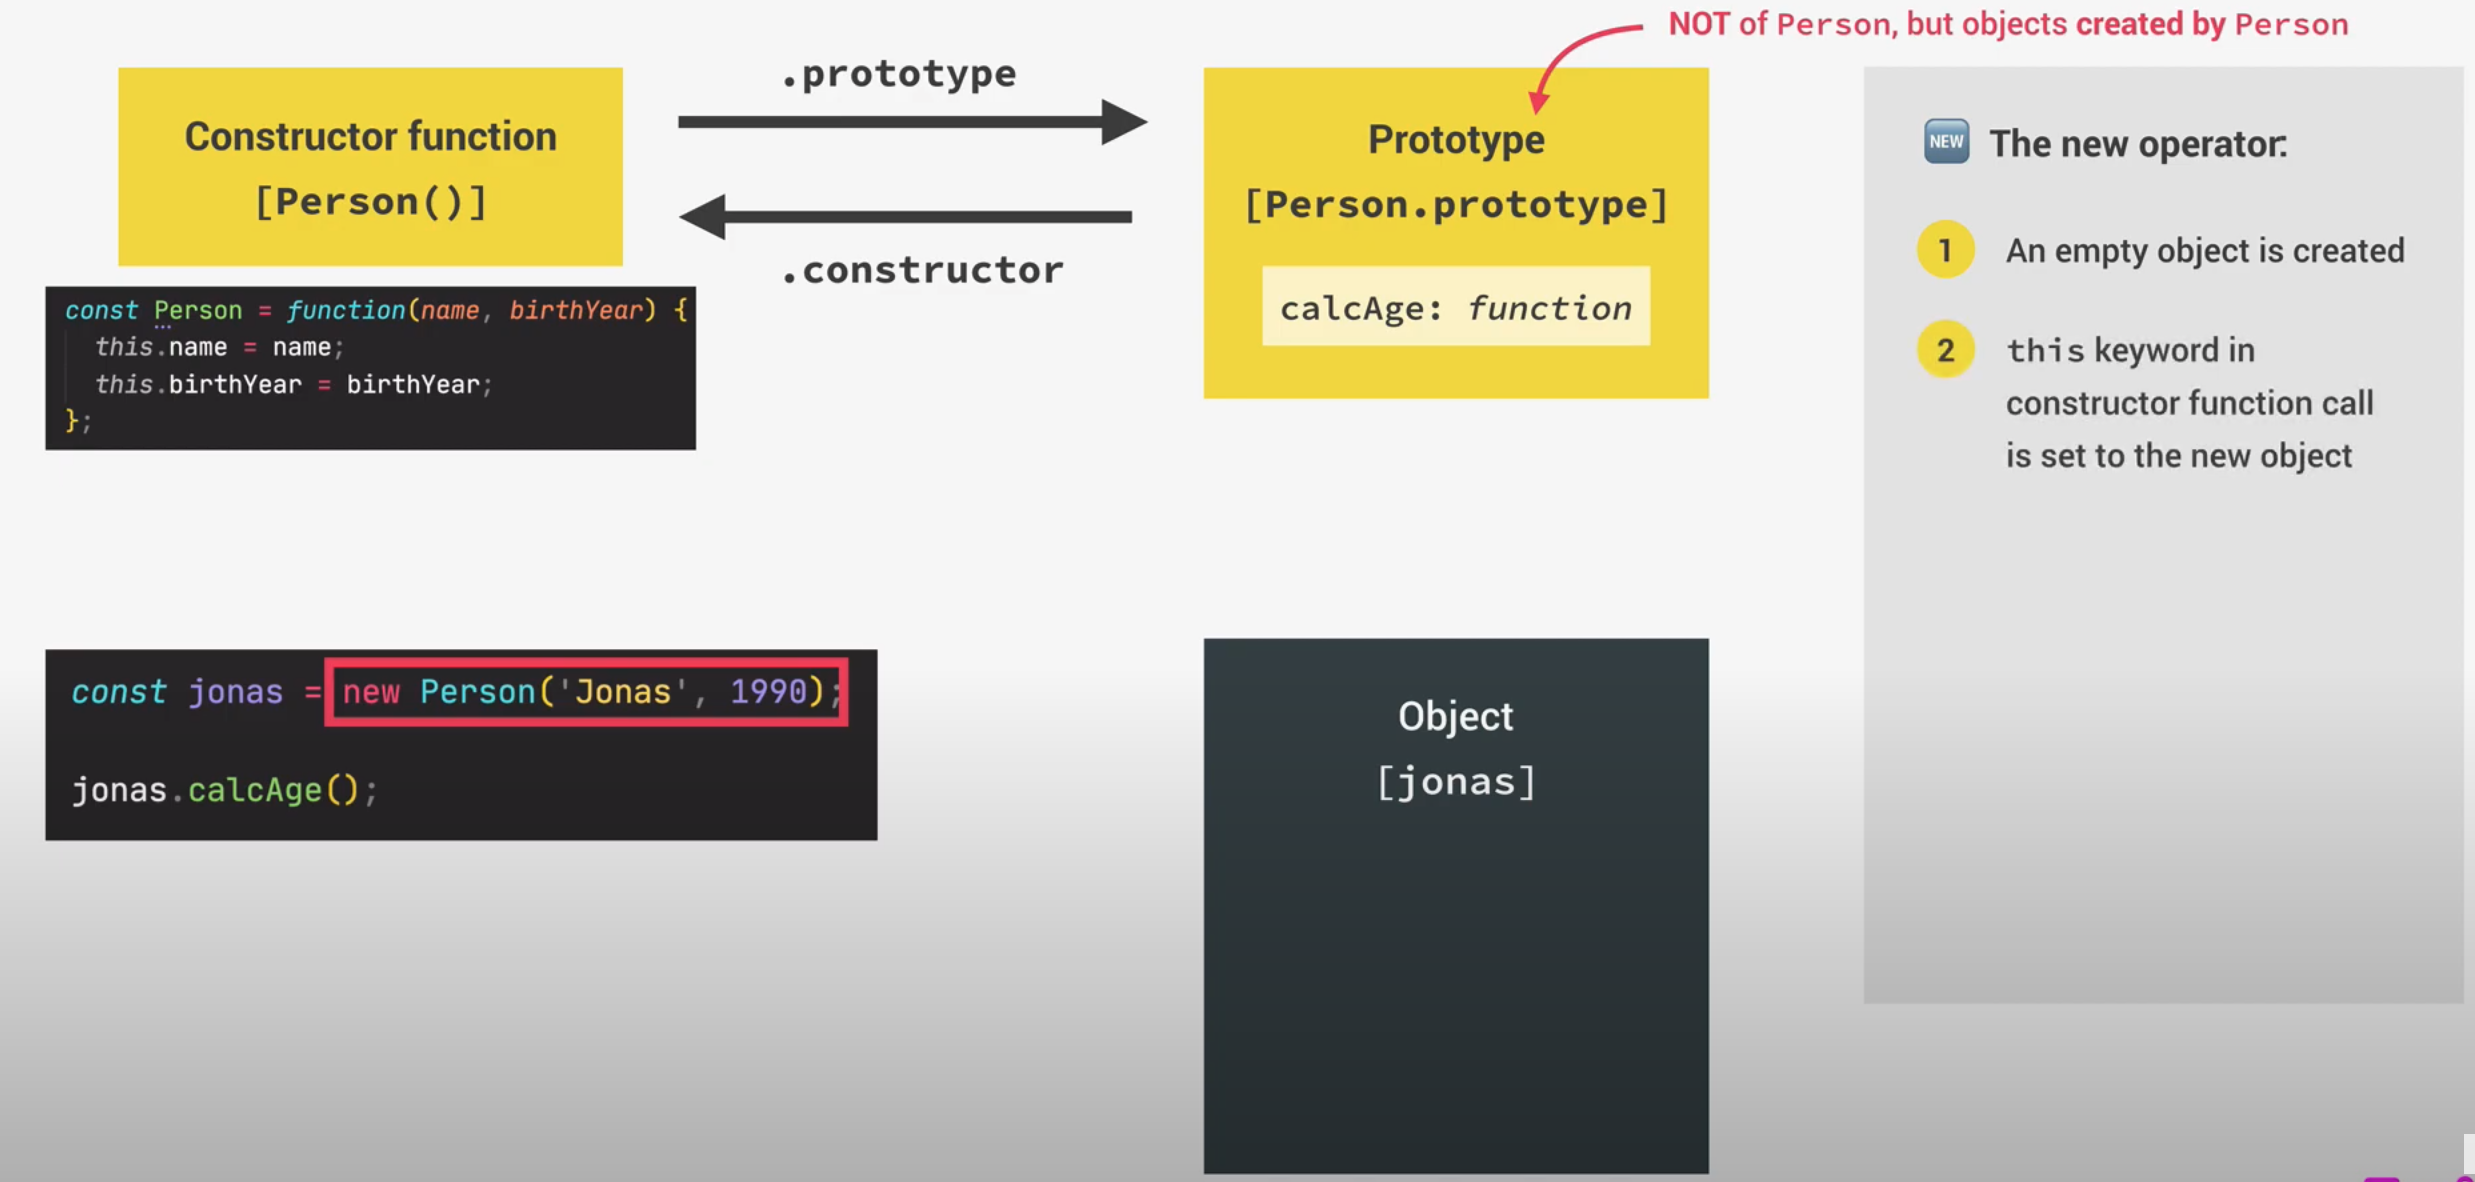 NOT of Person, but objects created by Person
Constructor function
[Person()]
.prototype
.constructor
Prototype
[Person.prototype]
calcAge: function
const Person = function(name, birthYear) {
this.name = name;
this.birthYear = birthYear;
};
const jonas = new Person('Jonas', 1990);
jonas.calcAge();
Object
[jonas]
NEW The new operator:
1 An empty object is created
2 this keyword in
constructor function call
is set to the new object